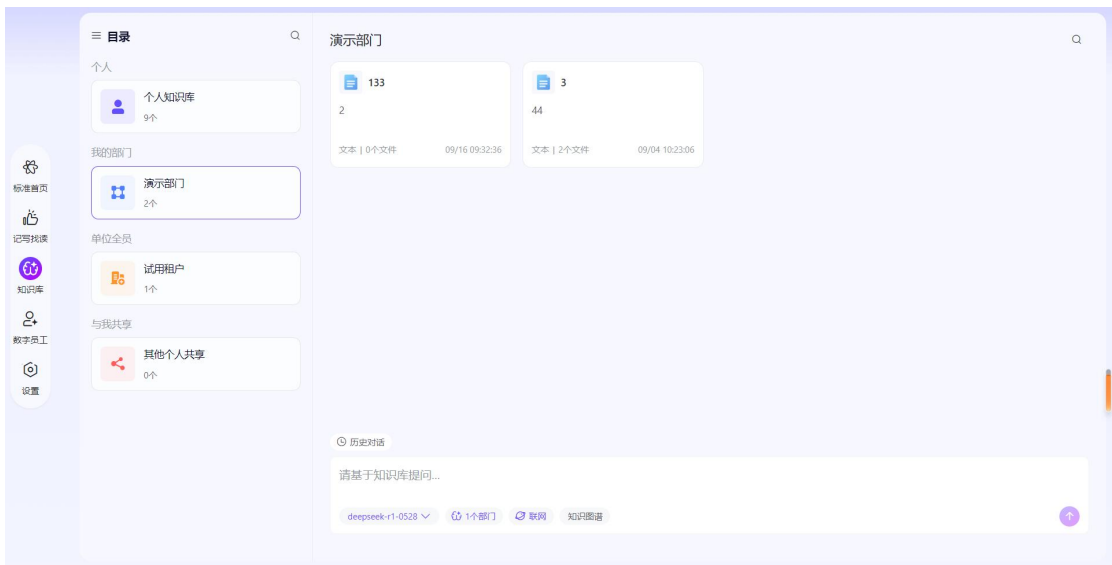 标准首页
记写找读
知识库
数字员工
设置
目录
个人
个人知识库
9个
我的部门
演示部门
2个
单位全员
试用租户
1个
与我共享
其他个人共享
0个
演示部门
133
2
文本 | 0个文件 09/16 09:32:36
3
44
文本 | 2个文件 09/04 10:23:06
历史对话
请基于知识库提问...
deepseek-r1-0528 1个部门 联网 知识图谱